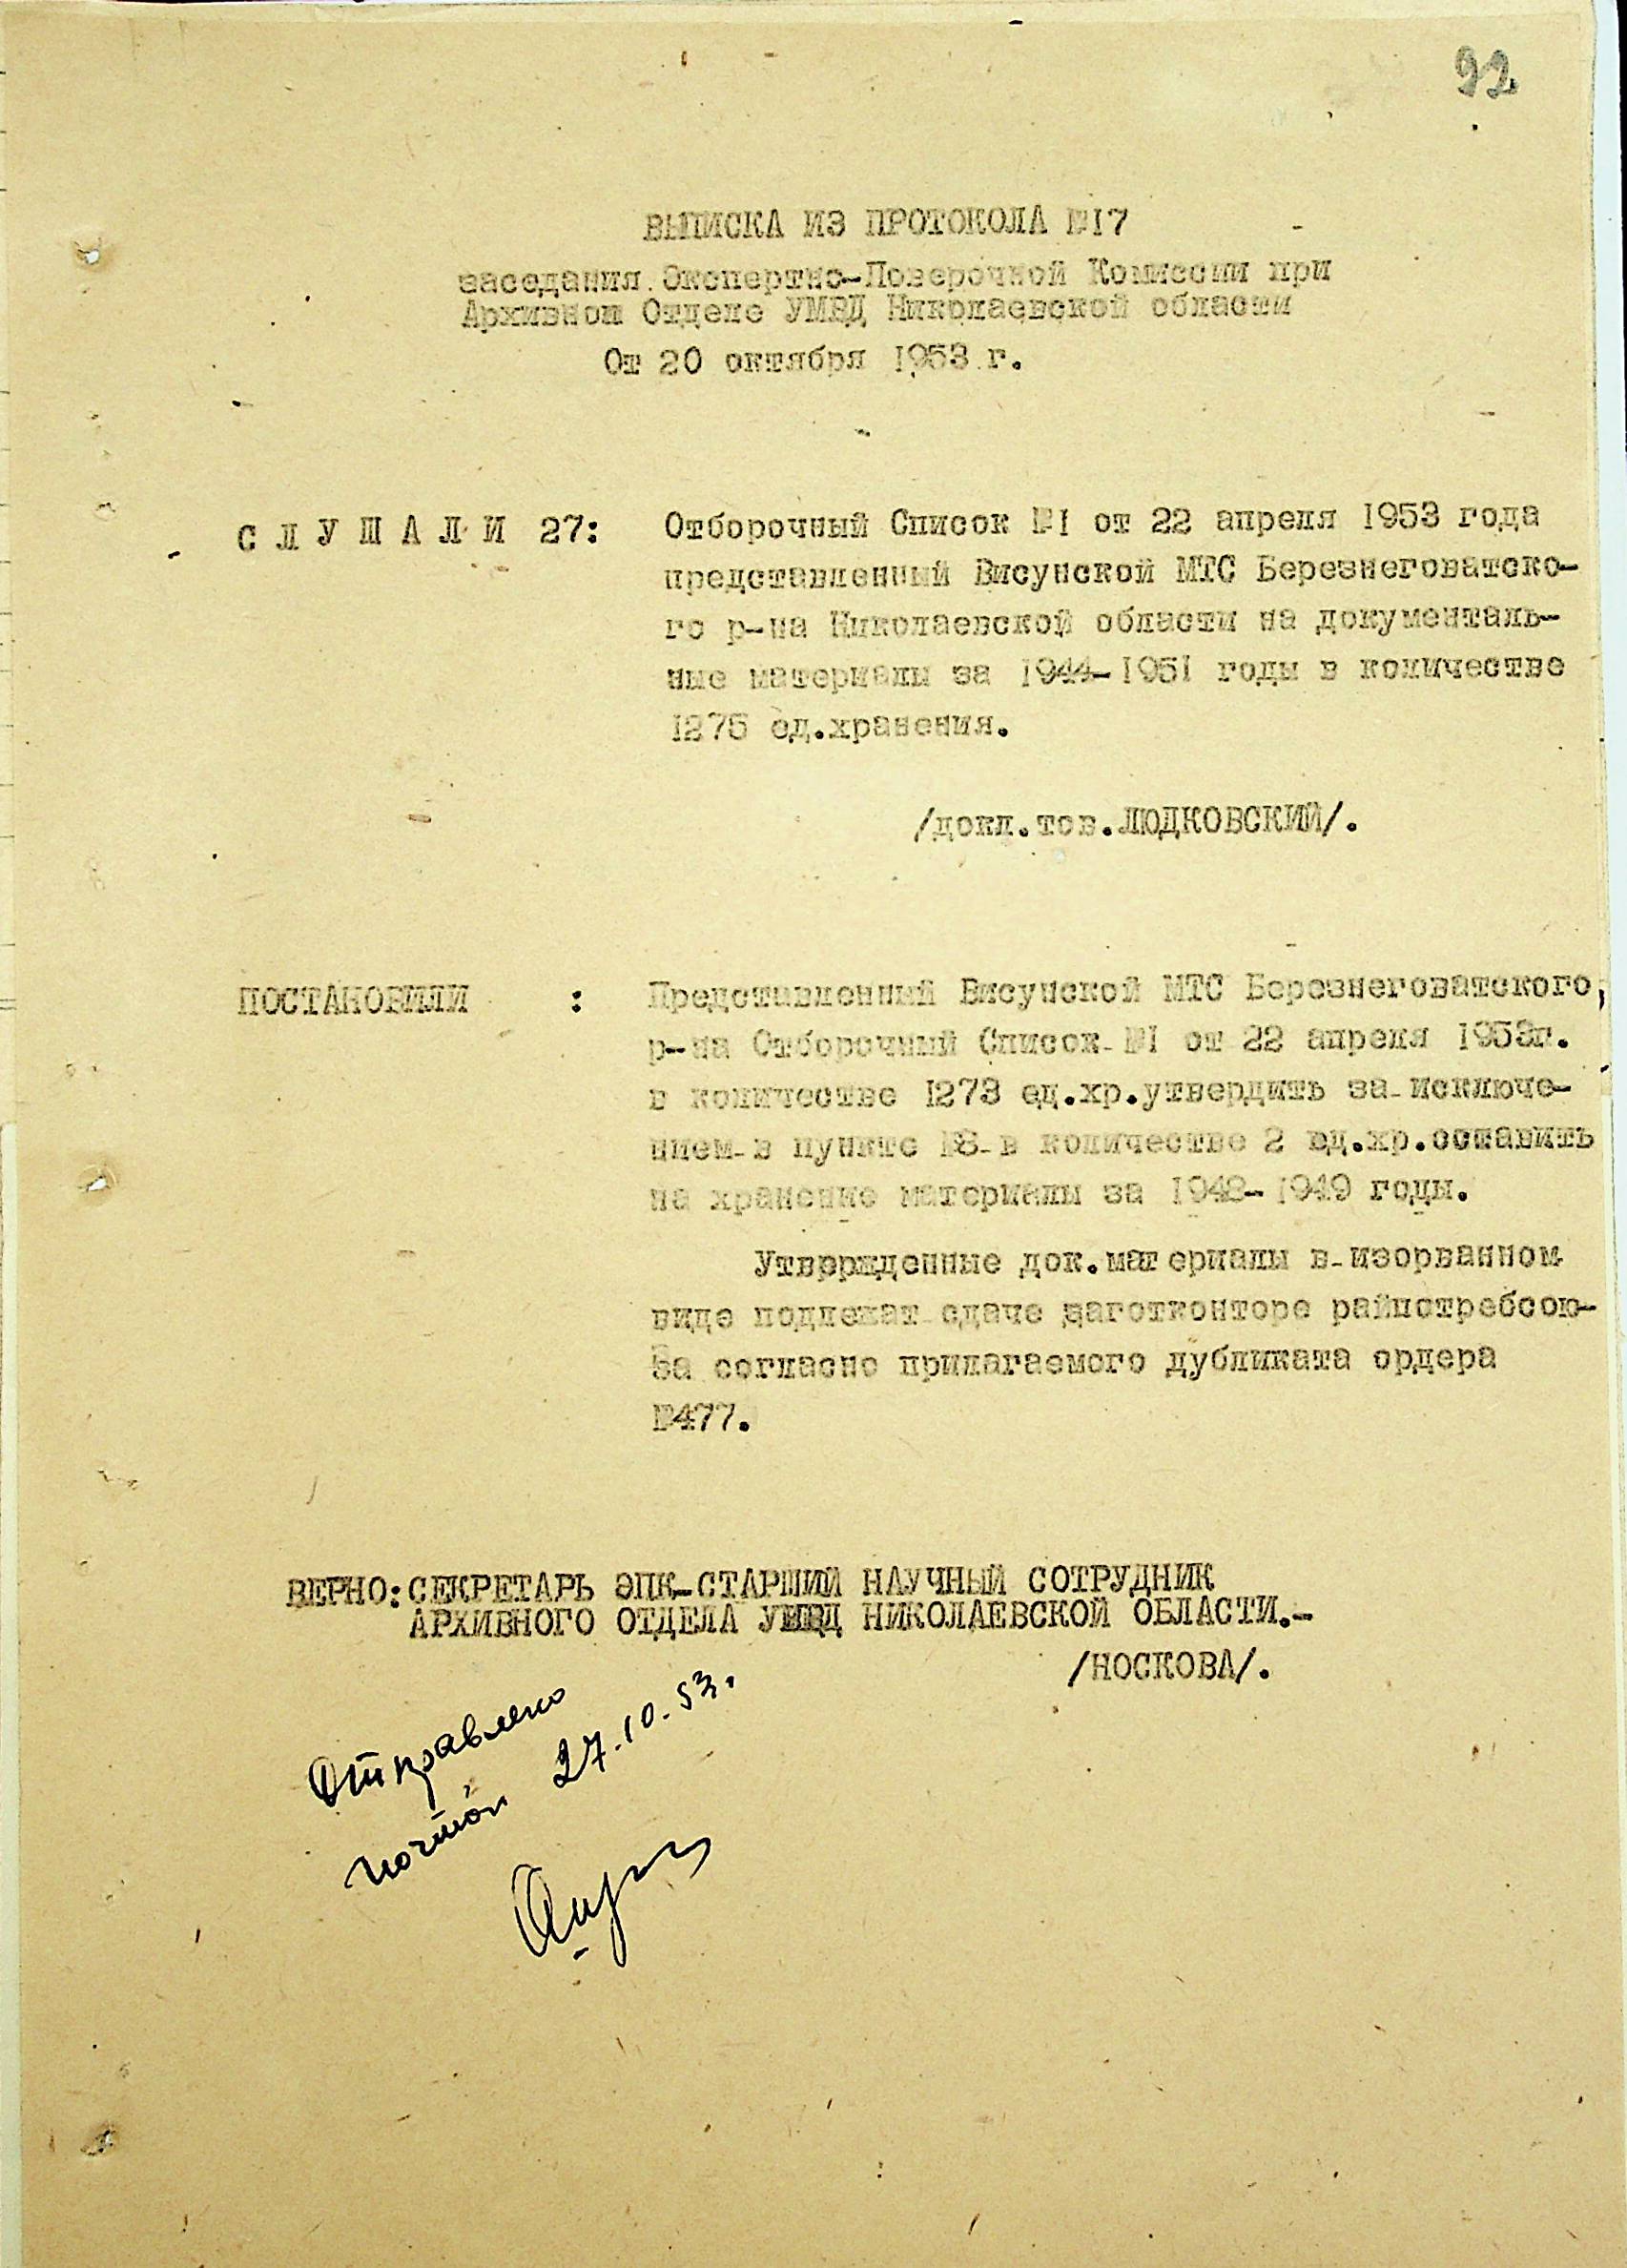 92
ВЫПИСКА ИЗ ПРОТОКОЛА №17
заседания Экспертно-Поверочной Комиссии при
Архивном Отделе УМВД Николаевской области
От 20 октября 1953 г.
С Л У Ш А Л И 27: Отборочный Список №1 от 22 апреля 1953 года
представленный Висунской МТС Березнеговатско-
го р-на Николаевской области на документаль-
ные материалы за 1944-1951 годы в количестве
1275 ед.хранения.
/докл.тов.ЛЮДКОВСКИЙ/.
ПОСТАНОВИЛИ : Представленный Висунской МТС Березнеговатского,
р-на Отборочный Список №1 от 22 апреля 1953г.
в количестве 1273 ед.хр.утвердить за исключе-
нием в пункте №8 в количестве 2 ед.хр.оставить
на хранение материалы за 1948-1949 годы.
Утвержденные док.материалы в изорванном
виде подлежат сдаче заготконторе райпотребсою-
за согласно прилагаемого дубликата ордера
№477.
ВЕРНО:СЕКРЕТАРЬ ЭПК-СТАРШИЙ НАУЧНЫЙ СОТРУДНИК
АРХИВНОГО ОТДЕЛА УМВД НИКОЛАЕВСКОЙ ОБЛАСТИ.-
/НОСКОВА/.
Отправлено
почтой 27.10.53.